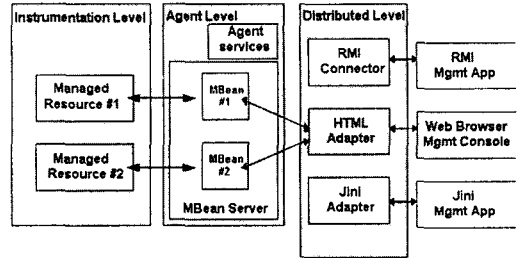 Instrumentation Level
Managed
Resource #1
Managed
Resource #2
Agent Level
Agent
services
MBean
#1
MBean
#2
MBean Server
Distributed Level
RMI
Connector
HTML
Adapter
Jini
Adapter
RMI
Mgmt App
Web Browser
Mgmt Console
Jini
Mgmt App